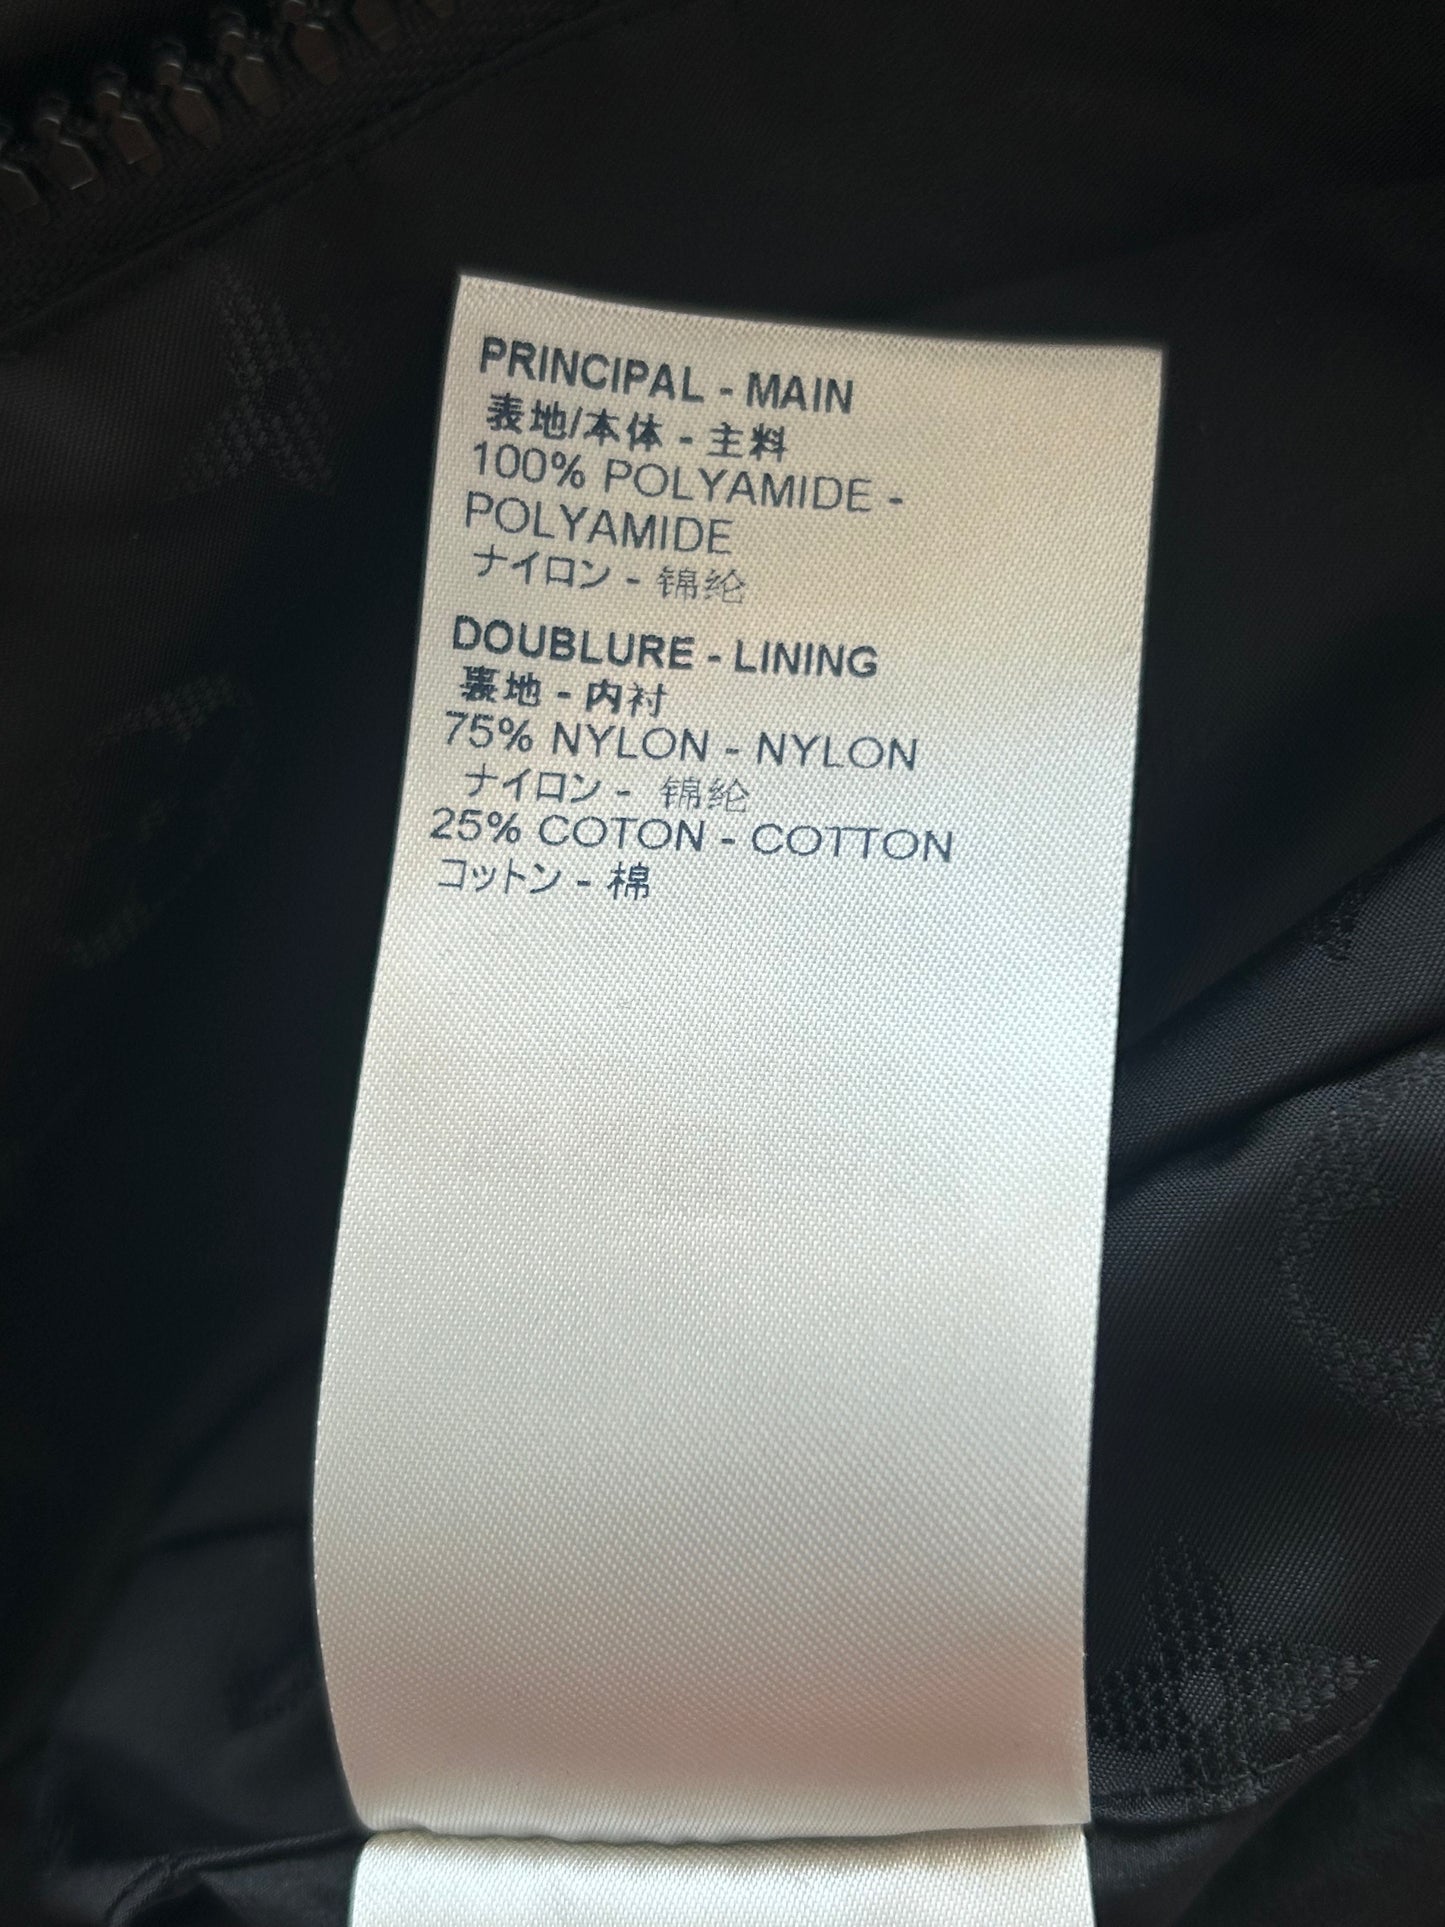 PRINCIPAL - MAIN
表地/本体 - 主料
100% POLYAMIDE -
POLYAMIDE
ナイロン - 锦纶
DOUBLURE - LINING
裏地 - 内衬
75% NYLON - NYLON
ナイロン - 锦纶
25% COTON - COTTON
コットン - 棉